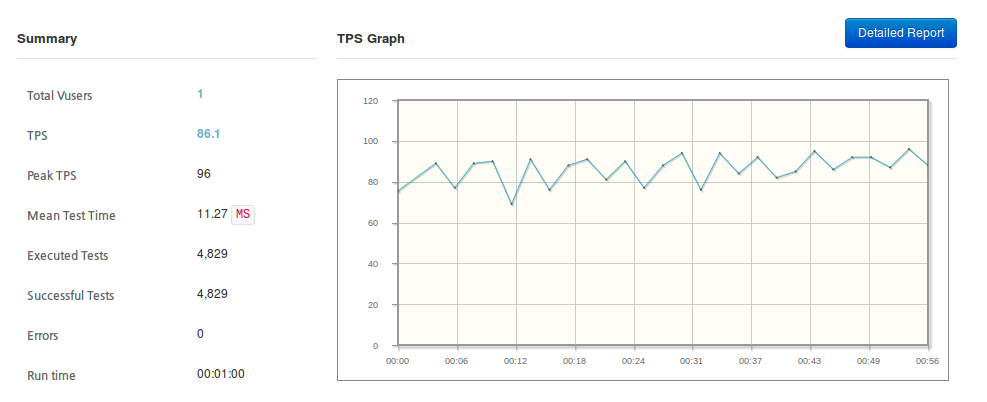 Summary
TPS Graph
Detailed Report
Total Vusers 1
TPS 86.1
Peak TPS 96
Mean Test Time 11.27 MS
Executed Tests 4,829
Successful Tests 4,829
Errors 0
Run time 00:01:00
120
100
80
60
40
20
0
00:00 00:06 00:12 00:18 00:24 00:31 00:37 00:43 00:49 00:56